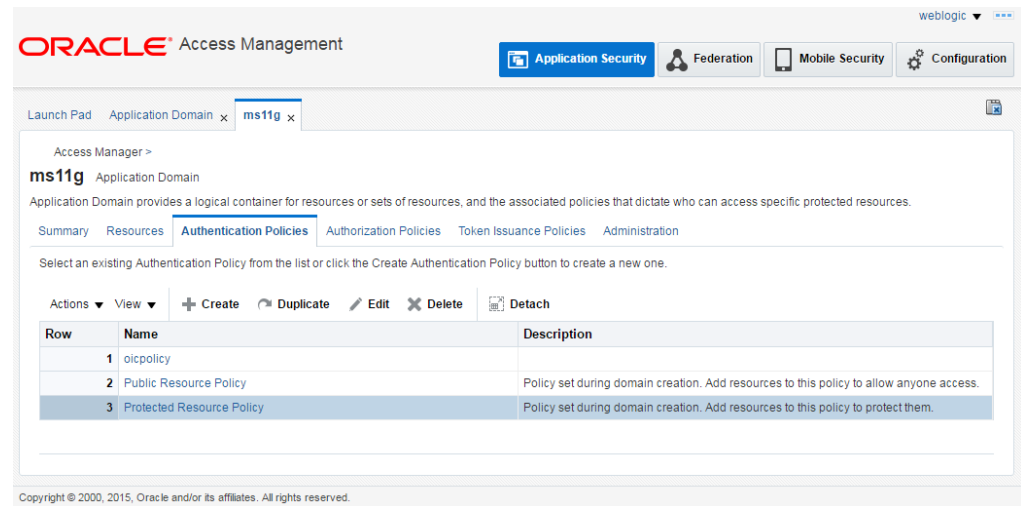 weblogic
ORACLE Access Management
Application Security Federation Mobile Security Configuration
Launch Pad Application Domain x ms11g x
Access Manager >
ms11g Application Domain
Application Domain provides a logical container for resources or sets of resources, and the associated policies that dictate who can access specific protected resources.
Summary Resources Authentication Policies Authorization Policies Token Issuance Policies Administration
Select an existing Authentication Policy from the list or click the Create Authentication Policy button to create a new one.
Actions View Create Duplicate Edit Delete Detach
Row Name Description
1 oicpolicy
2 Public Resource Policy Policy set during domain creation. Add resources to this policy to allow anyone access.
3 Protected Resource Policy Policy set during domain creation. Add resources to this policy to protect them.
Copyright © 2000, 2015, Oracle and/or its affiliates. All rights reserved.